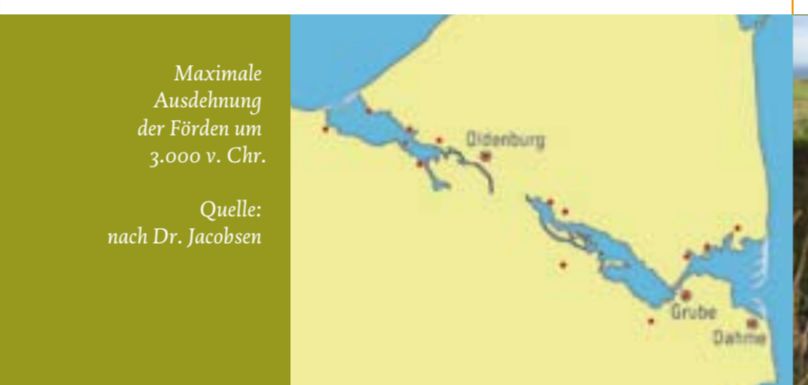 Maximale
Ausdehnung
der Förden um
3.000 v. Chr.
Quelle:
nach Dr. Jacobsen
Oldenburg
Grube
Dahme